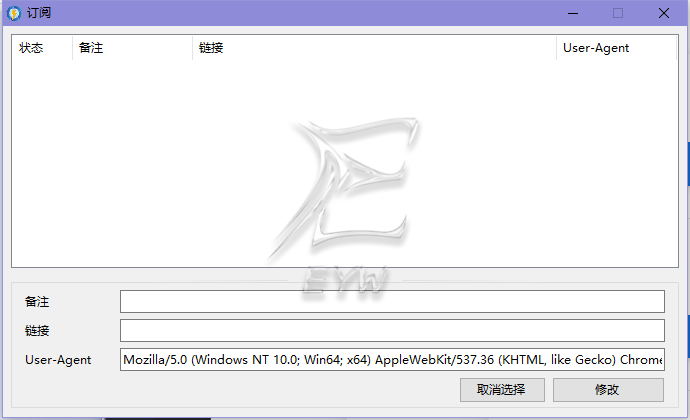 订阅
状态 备注 链接 User-Agent
EYW
备注
链接
User-Agent Mozilla/5.0 (Windows NT 10.0; Win64; x64) AppleWebKit/537.36 (KHTML, like Gecko) Chrome
取消选择 修改